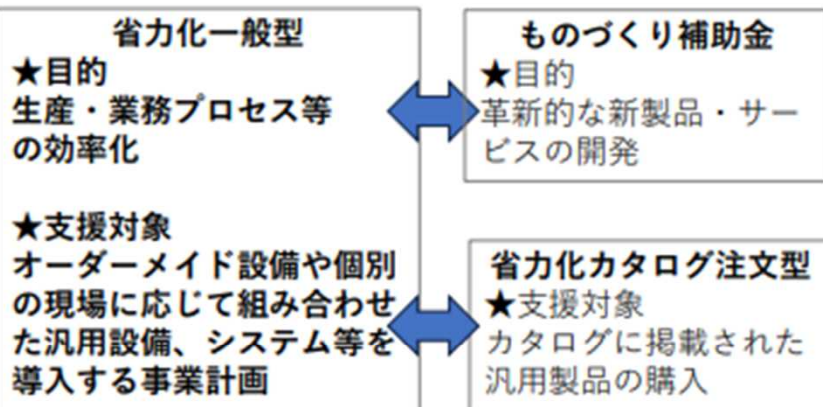 省力化一般型
★目的
生産・業務プロセス等
の効率化
★支援対象
オーダーメイド設備や個別
の現場に応じて組み合わせ
た汎用設備、システム等を
導入する事業計画
ものづくり補助金
★目的
革新的な新製品・サー
ビスの開発
省力化カタログ注文型
★支援対象
カタログに掲載された
汎用製品の購入